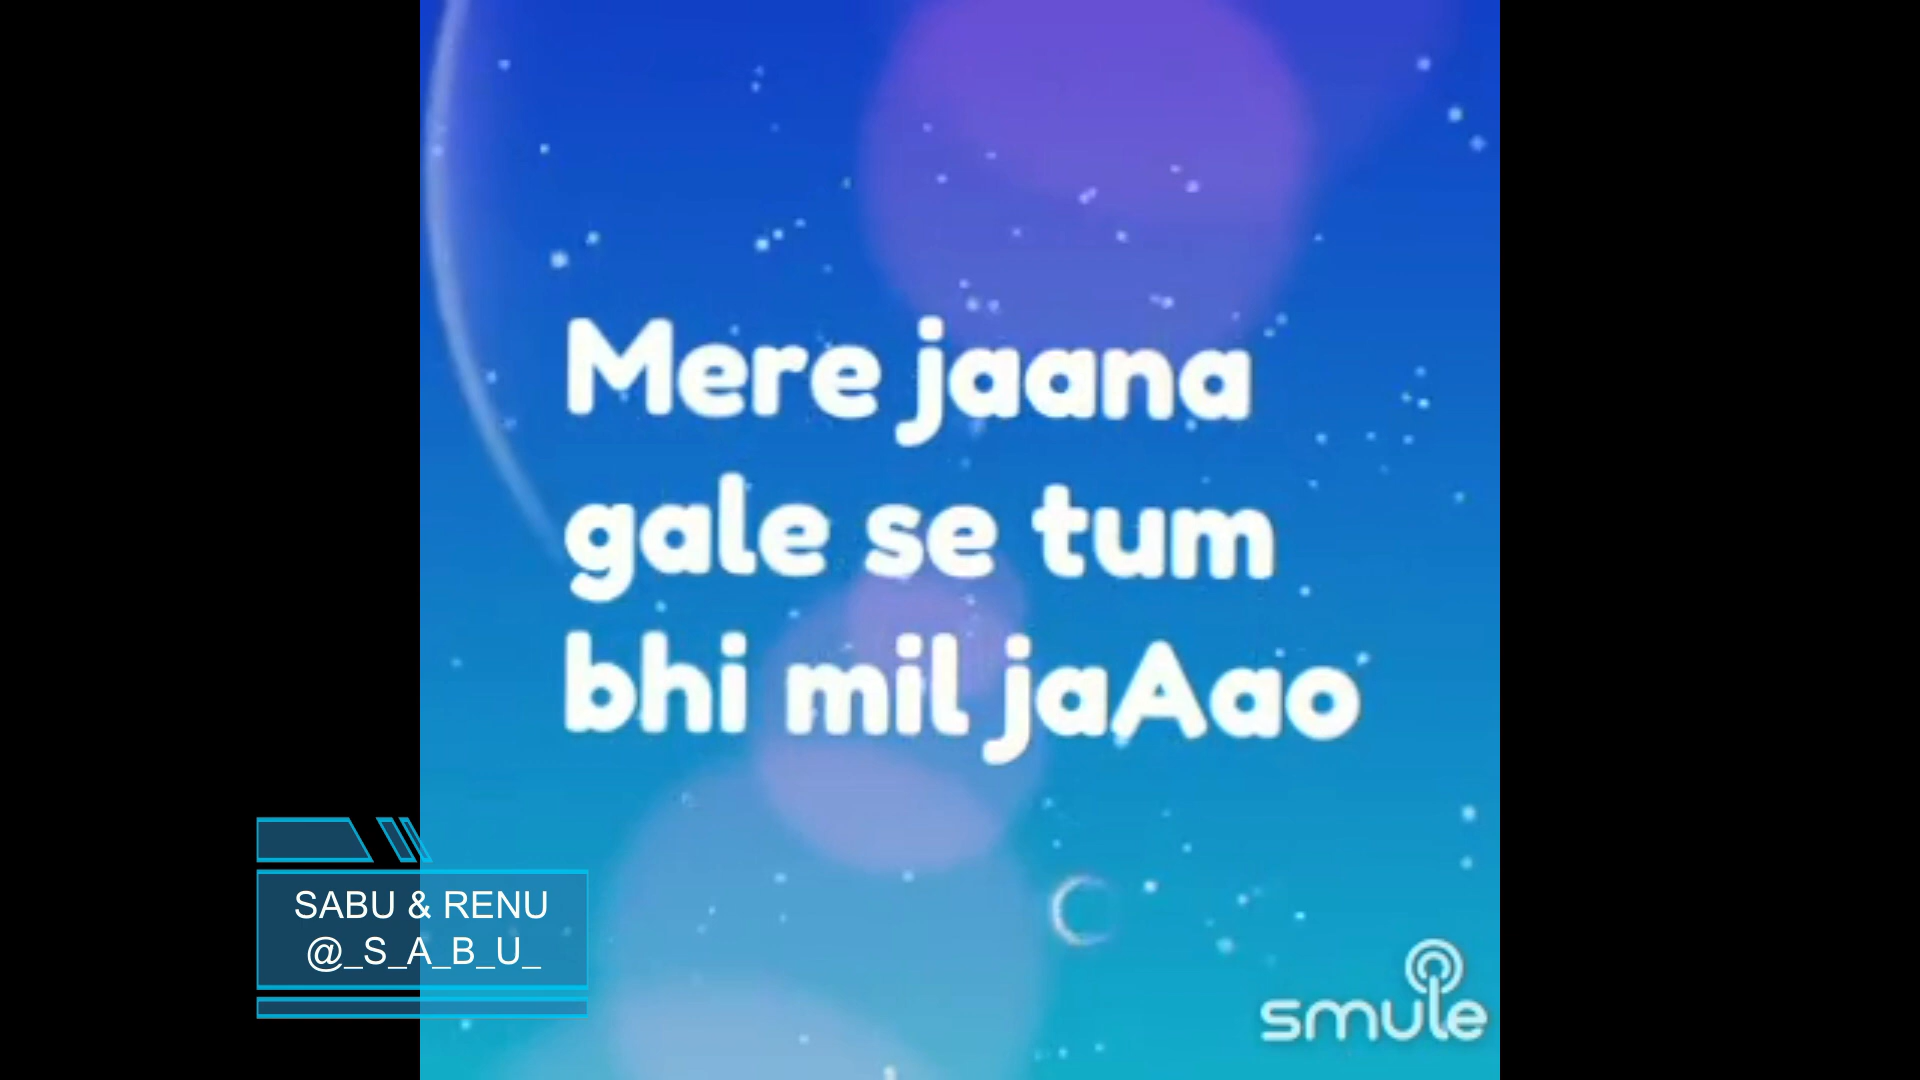 Mere jaana
gale se tum
bhi mil jaAao
SABU & RENU
@_S_A_B_U_
smule